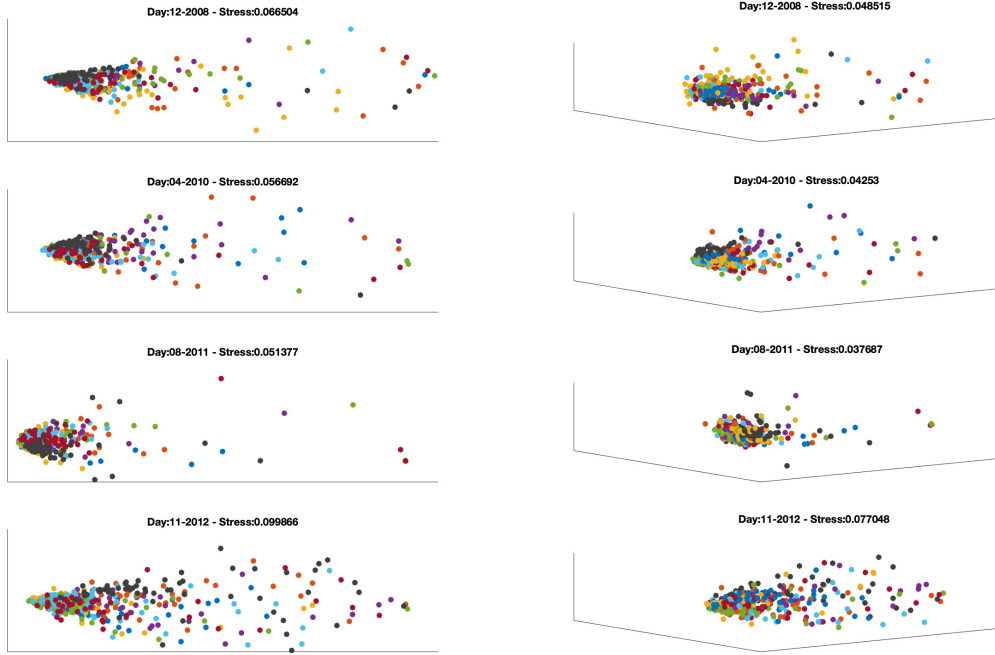 Day:12-2008 - Stress:0.066504
Day:12-2008 - Stress:0.048515
Day:04-2010 - Stress:0.056692
Day:04-2010 - Stress:0.04253
Day:08-2011 - Stress:0.051377
Day:08-2011 - Stress:0.037687
Day:11-2012 - Stress:0.099866
Day:11-2012 - Stress:0.077048